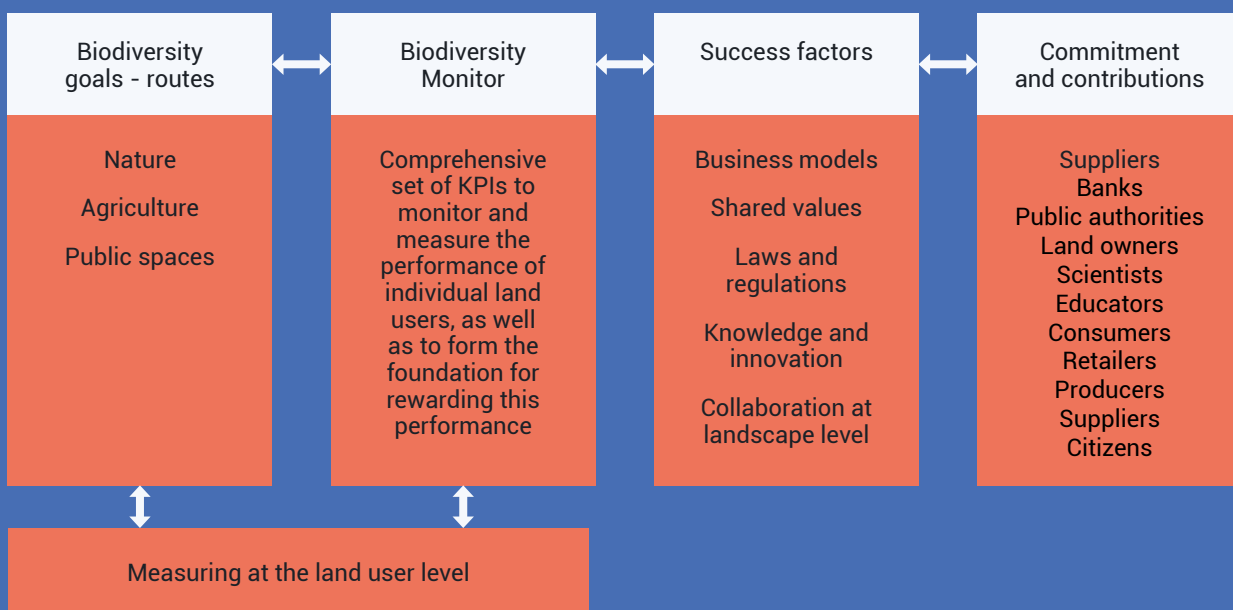 Biodiversity
goals - routes
Nature
Agriculture
Public spaces
Biodiversity
Monitor
Comprehensive
set of KPIs to
monitor and
measure the
performance of
individual land
users, as well
as to form the
foundation for
rewarding this
performance
Success factors
Business models
Shared values
Laws and
regulations
Knowledge and
innovation
Collaboration at
landscape level
Commitment
and contributions
Suppliers
Banks
Public authorities
Land owners
Scientists
Educators
Consumers
Retailers
Producers
Suppliers
Citizens
Measuring at the land user level